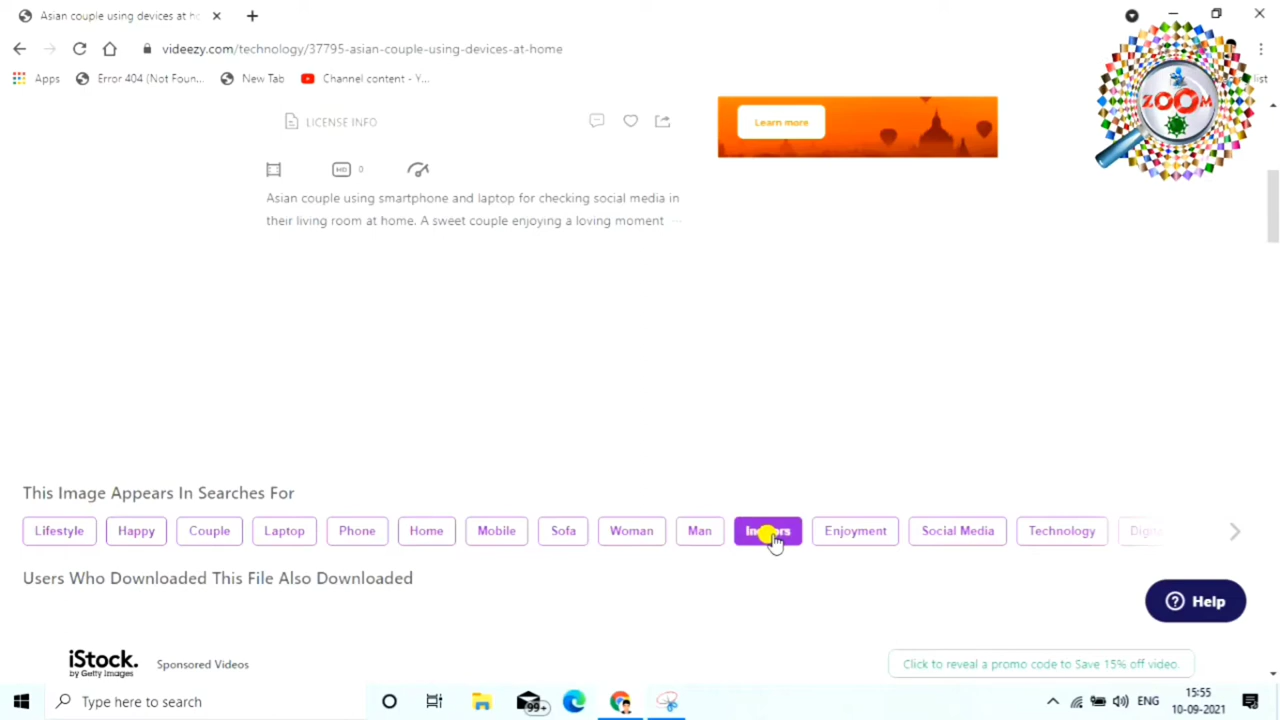 Asian couple using devices at ho
videezy.com/technology/37795-asian-couple-using-devices-at-home
Apps Error 404 (Not Foun... New Tab Channel content - Y... list
ZOOM
LICENSE INFO
Learn more
HD 0
Asian couple using smartphone and laptop for checking social media in
their living room at home. A sweet couple enjoying a loving moment ...
This Image Appears In Searches For
Lifestyle Happy Couple Laptop Phone Home Mobile Sofa Woman Man Enjoyment Social Media Technology
Users Who Downloaded This File Also Downloaded
Help
iStock. Sponsored Videos Click to reveal a promo code to Save 15% off video.
by Getty Images
Type here to search 99+ ENG 15:55
10-09-2021